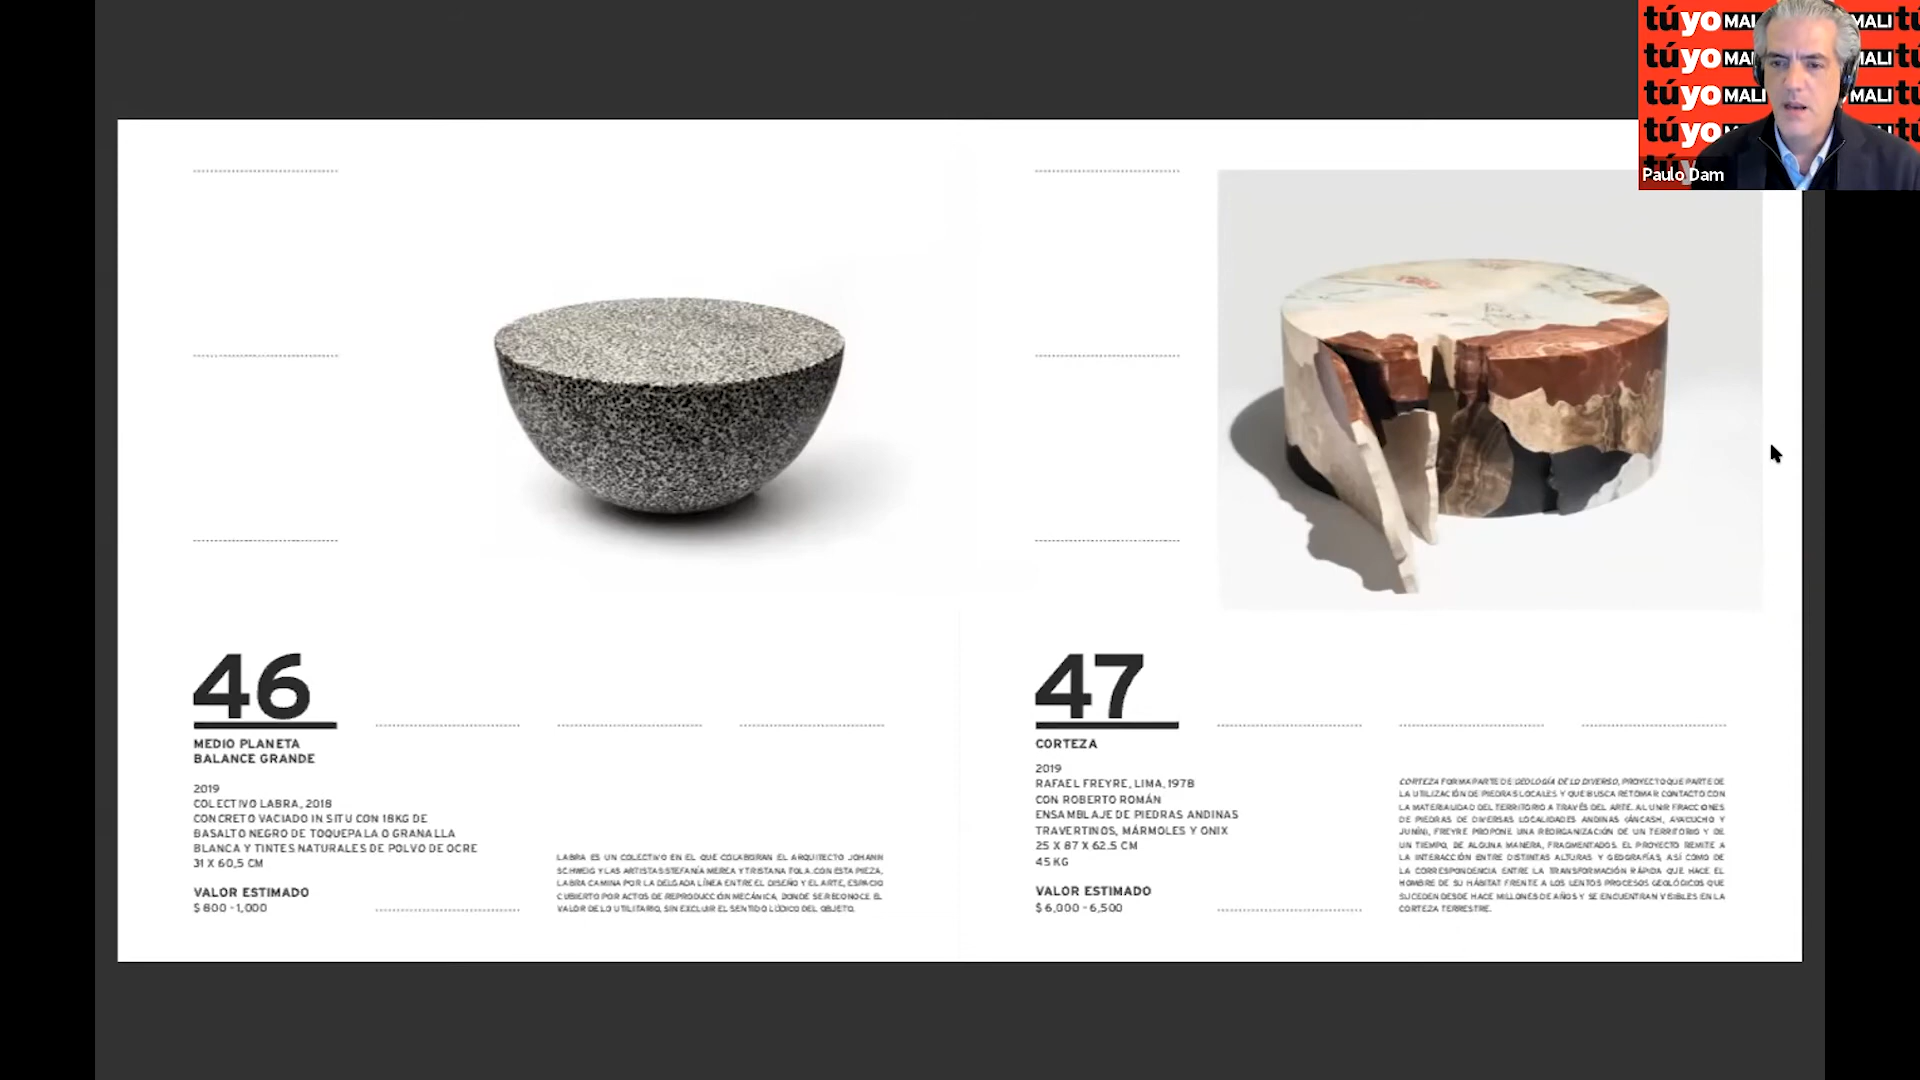 túyo MALI MALI tú
túyo MALI MALI tú
túyo MALI MALI tú
túyo MALI tú
Paulo Dam
46
MEDIO PLANETA
BALANCE GRANDE
2019
COLECTIVO LABRA, 2018
CONCRETO VACIADO IN SITU CON 18KG DE
BASALTO NEGRO DE TOQUEPALA O GRANALLA
BLANCA Y TINTES NATURALES DE POLVO DE OCRE
31 X 60,5 CM
VALOR ESTIMADO
$ 800 - 1,000
LABRA ES UN COLECTIVO EN EL QUE COLABORAN EL ARQUITECTO JOHANN
SCHWEIG Y LAS ARTISTAS STEFANÍA MEREA Y TRISTANA TOLA. CON ESTA PIEZA,
LABRA CAMINA POR LA DELGADA LÍNEA ENTRE EL DISEÑO Y EL ARTE, ESPACIO
CUBIERTO POR ACTOS DE REPRODUCCIÓN MECÁNICA, DONDE SE RECONOCE EL
VALOR DE LO UTILITARIO, SIN EXCLUIR EL SENTIDO LÚDICO DEL OBJETO.
47
CORTEZA
2019
RAFAEL FREYRE, LIMA, 1978
CON ROBERTO ROMÁN
ENSAMBLAJE DE PIEDRAS ANDINAS
TRAVERTINOS, MÁRMOLES Y ONIX
25 X 87 X 62.5 CM
45 KG
VALOR ESTIMADO
$ 6,000 - 6,500
CORTEZA FORMA PARTE DE GEOLOGÍA DE LO DIVERSO, PROYECTO QUE PARTE DE
LA UTILIZACIÓN DE PIEDRAS LOCALES Y QUE BUSCA RETOMAR CONTACTO CON
LA MATERIALIDAD DEL TERRITORIO A TRAVÉS DEL ARTE. AL UNIR FRACCIONES
DE PIEDRAS DE DIVERSAS LOCALIDADES ANDINAS (ÁNCASH, AYACUCHO Y
JUNÍN), FREYRE PROPONE UNA REORGANIZACIÓN DE UN TERRITORIO Y DE
UN TIEMPO, DE ALGUNA MANERA, FRAGMENTADOS. EL PROYECTO REMITE A
LA INTERACCIÓN ENTRE DISTINTAS ALTURAS Y GEOGRAFÍAS, ASÍ COMO DE
LA CORRESPONDENCIA ENTRE LA TRANSFORMACIÓN RÁPIDA QUE HACE EL
HOMBRE DE SU HÁBITAT FRENTE A LOS LENTOS PROCESOS GEOLÓGICOS QUE
SUCEDEN DESDE HACE MILLONES DE AÑOS Y SE ENCUENTRAN VISIBLES EN LA
CORTEZA TERRESTRE.